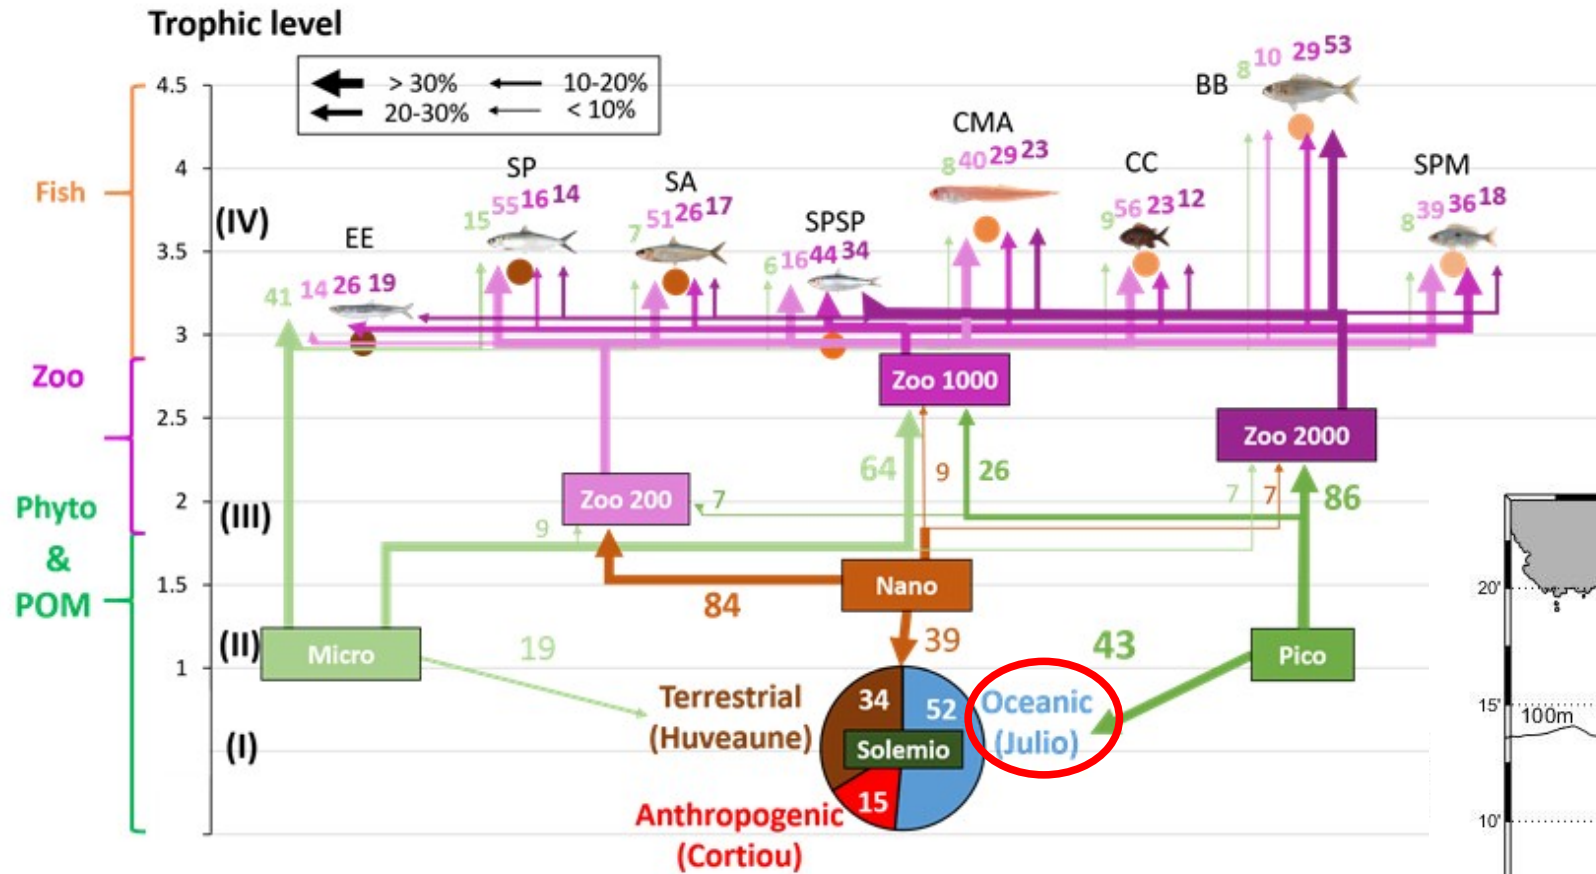 Trophic level
> 30%
10-20%
20-30%
< 10%
4.5
4
3.5
3
2.5
2
1.5
1
Fish
Zoo
Phyto
&
POM
(IV)
(III)
(II)
(I)
EE
41 14 26 19
SP
15 55 16 14
SA
7 51 26 17
SPSP
6 16 44 34
CMA
8 40 29 23
CC
9 56 23 12
BB
8 10 29 53
SPM
8 39 36 18
Zoo 1000
Zoo 2000
Zoo 200
64
9
26
7
7
86
7
9
Nano
84
39
Micro
19
43
Pico
Terrestrial
(Huveaune)
34
52
Solemio
15
Oceanic
(Julio)
Anthropogenic
(Cortiou)
20'
15'
100m
10'